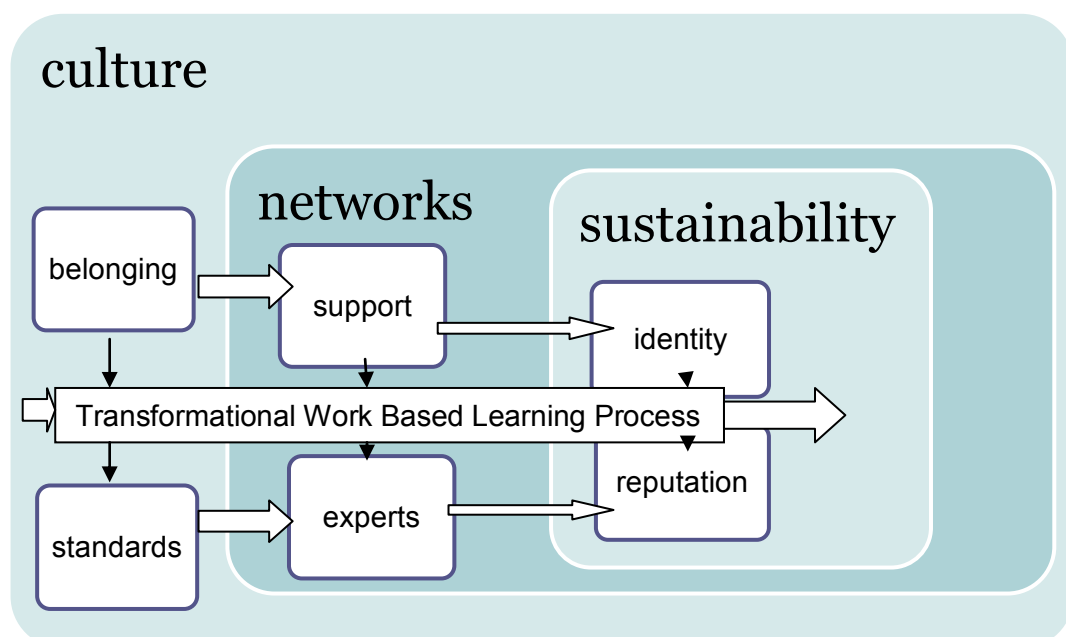 culture
networks
sustainability
belonging
support
identity
Transformational Work Based Learning Process
reputation
experts
standards